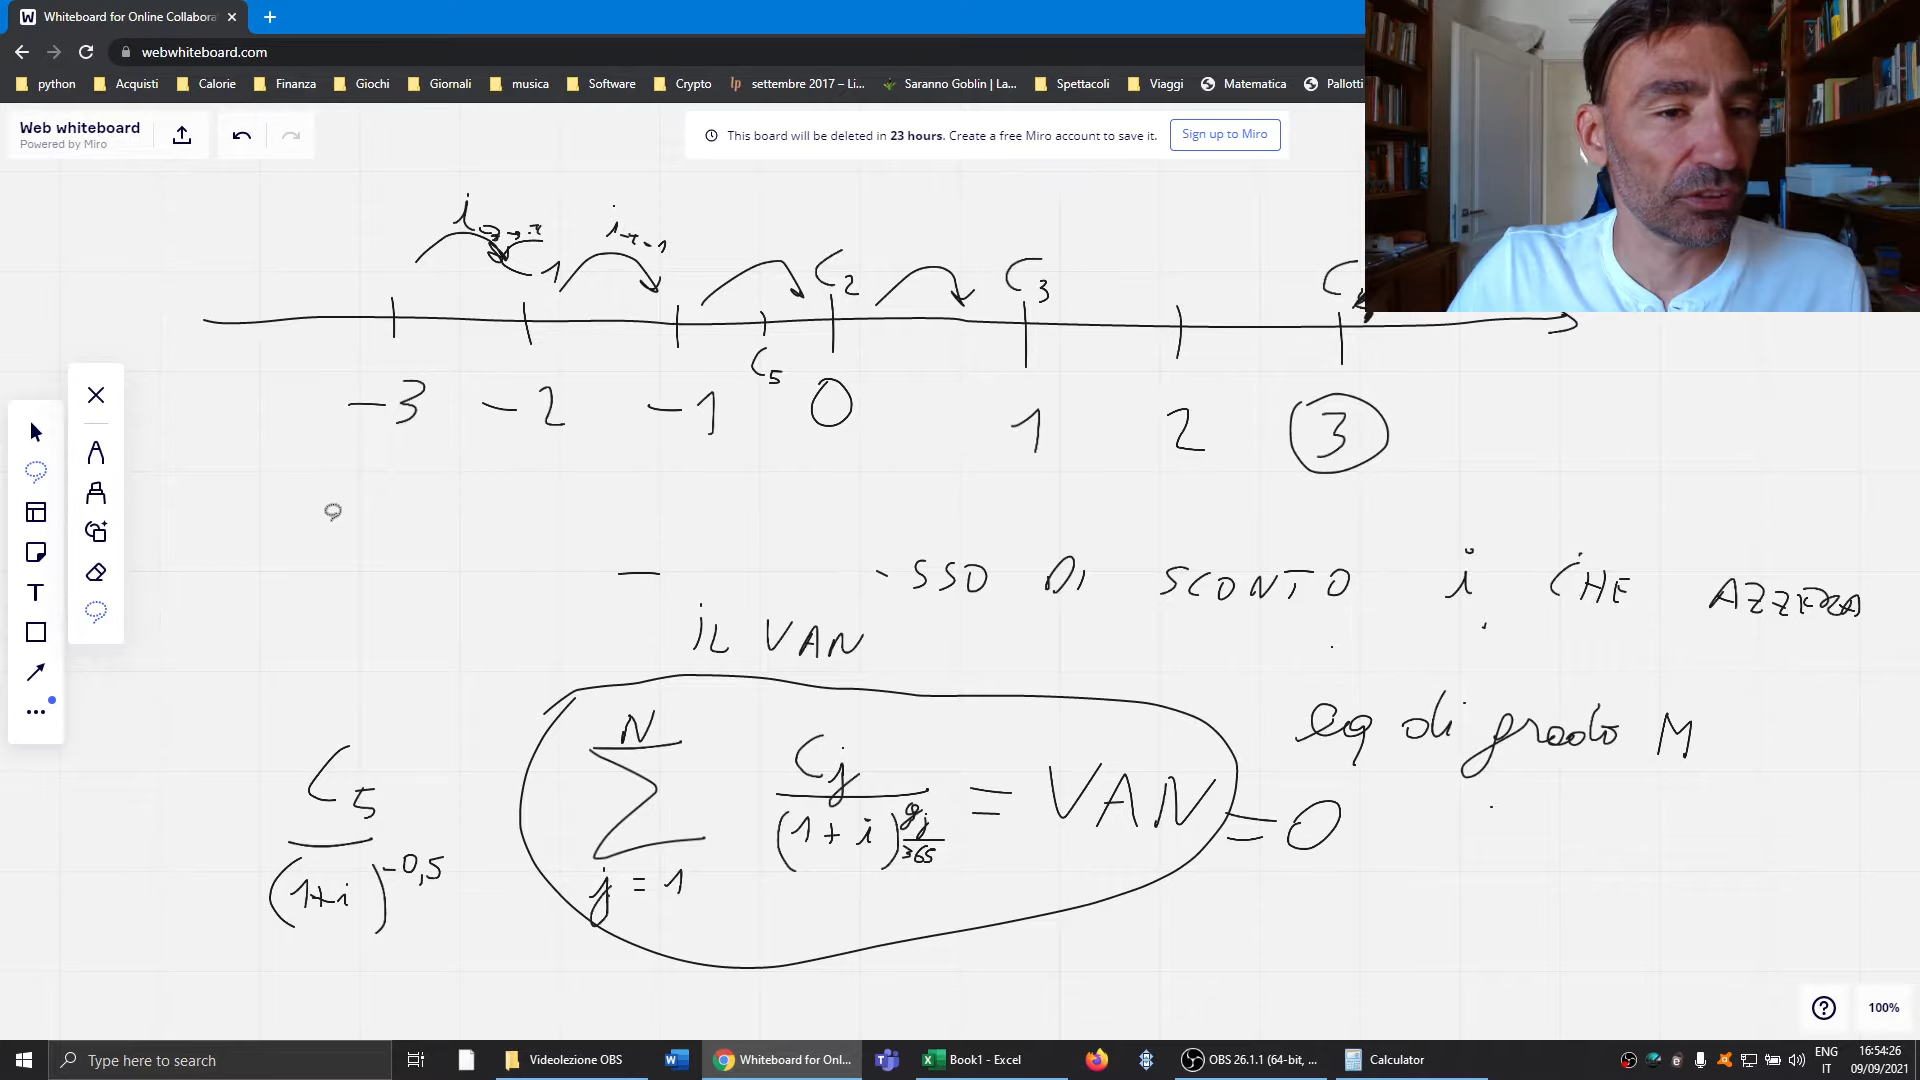 Whiteboard for Online Collabora
webwhiteboard.com
python Acquisti Calorie Finanza Giochi Giornali musica Software Crypto settembre 2017 – Li... Saranno Goblin | La... Spettacoli Viaggi Matematica Pallotti
Web whiteboard
Powered by Miro
This board will be deleted in 23 hours. Create a free Miro account to save it. Sign up to Miro
C2 C3
C5
-3 -2 -1 0 1 2 3
SSO DI SCONTO i CHE AZZERA
IL VAN
eq di grado M
C5 / (1+i)^-0,5
N Σ j = 1 Cj / (1 + i)^gj/365 = VAN = 0
100%
Type here to search
Videolezione OBS
Whiteboard for Onl...
Book1 - Excel
OBS 26.1.1 (64-bit, ...
Calculator
ENG
IT
16:54:26
09/09/2021